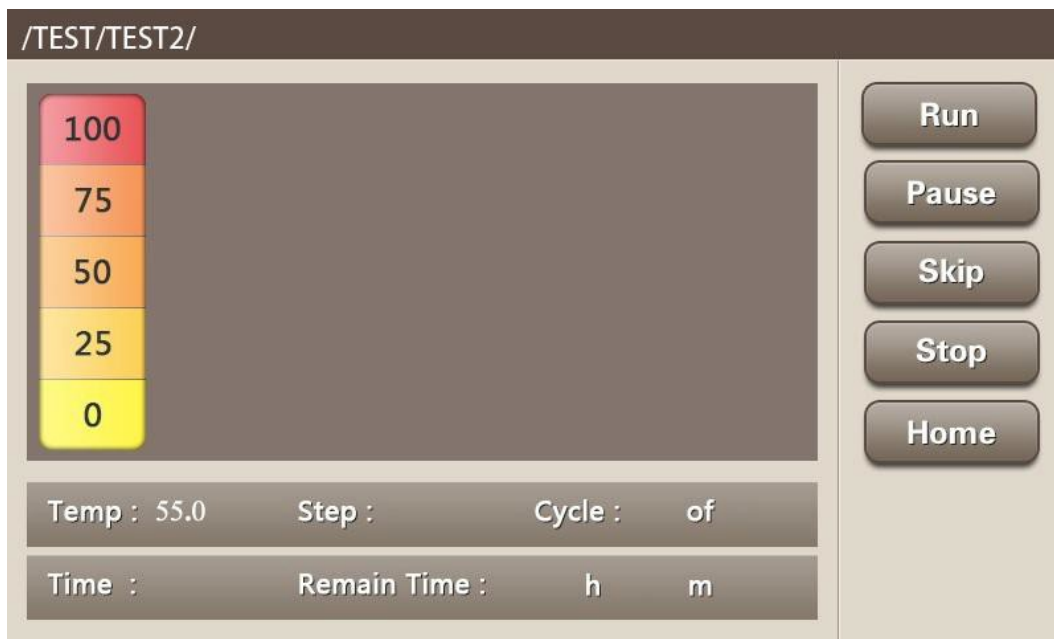 /TEST/TEST2/
100
75
50
25
0
Temp : 55.0 Step : Cycle : of
Time : Remain Time : h m
Run
Pause
Skip
Stop
Home